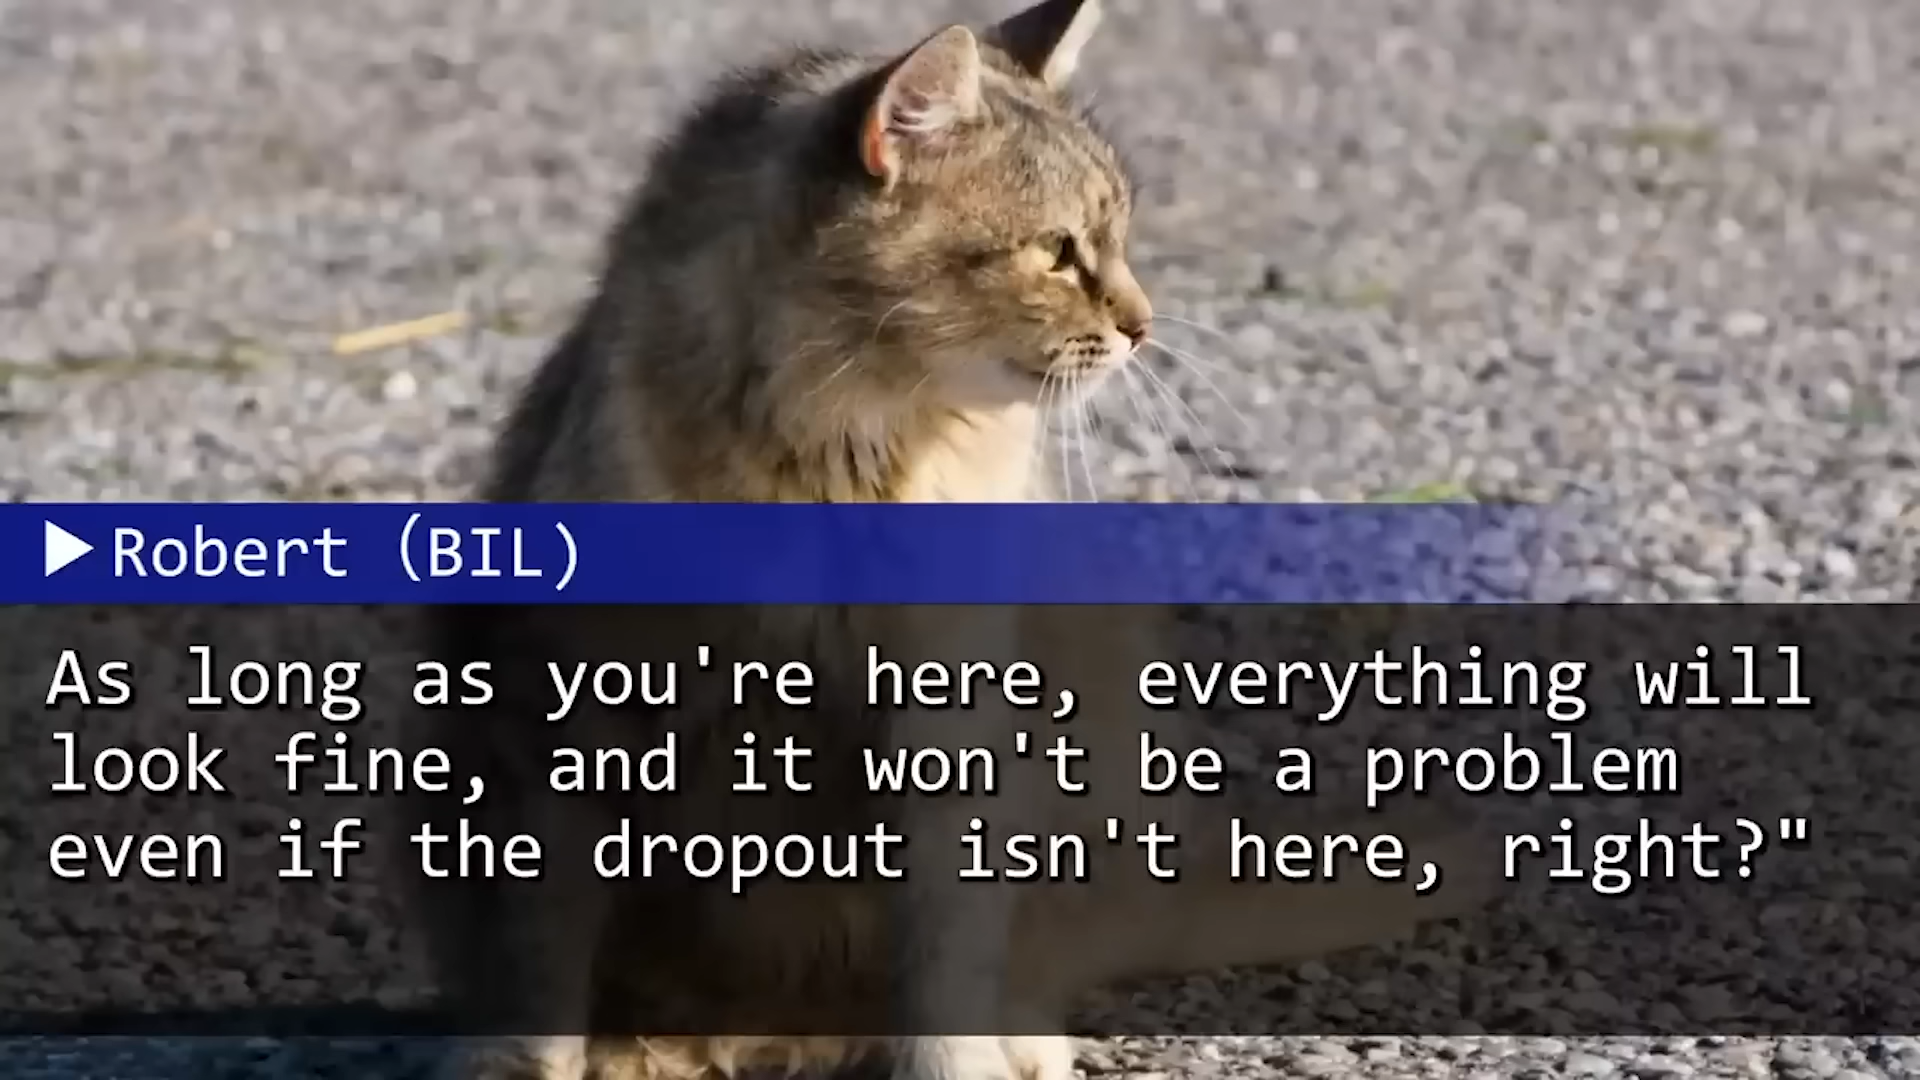 ▶Robert (BIL)
As long as you're here, everything will
look fine, and it won't be a problem
even if the dropout isn't here, right?"